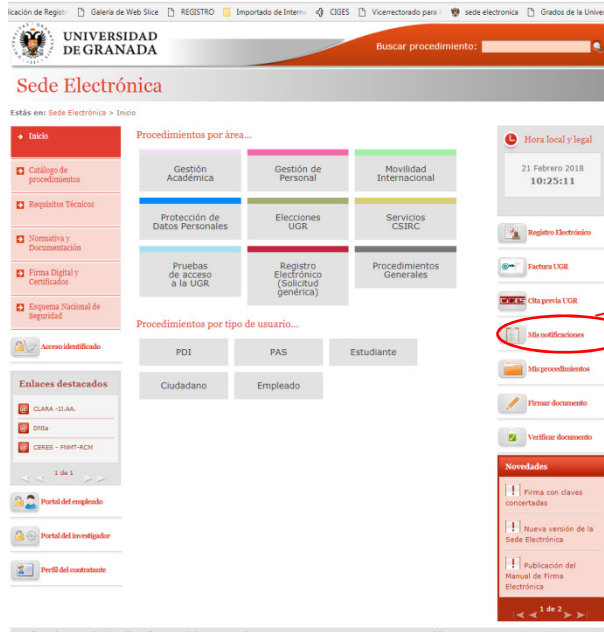 Galería de Web Slice
REGISTRO
Importado de Intern
CIGES
Vicerrectorado para
sede electronica
Grados de la Univer
UNIVERSIDAD
DE GRANADA
Buscar procedimiento:
Sede Electrónica
Estás en: Sede Electrónica > Inicio
Inicio
Catálogo de
procedimientos
Requisitos Técnicos
Normativa y
Documentación
Firma Digital y
Certificados
Esquema Nacional de
Seguridad
Acceso identificado
Enlaces destacados
CLARA -JJ.AA.
DNIe
CERES - FNMT-RCM
1 de 1
Portal del empleado
Portal del investigador
Perfil del contratante
Procedimientos por área...
Gestión
Académica
Gestión de
Personal
Movilidad
Internacional
Protección de
Datos Personales
Elecciones
UGR
Servicios
CSIRC
Pruebas
de acceso
a la UGR
Registro
Electrónico
(Solicitud
genérica)
Procedimientos
Generales
Procedimientos por tipo de usuario...
PDI
PAS
Estudiante
Ciudadano
Empleado
Hora local y legal
21 Febrero 2018
10:25:11
Registro Electrónico
Factura UGR
Cita previa UGR
Mis notificaciones
Mis procedimientos
Firmar documento
Verificar documento
Novedades
Firma con claves
concertadas
Nueva versión de la
Sede Electrónica
Publicación del
Manual de Firma
Electrónica
1 de 2